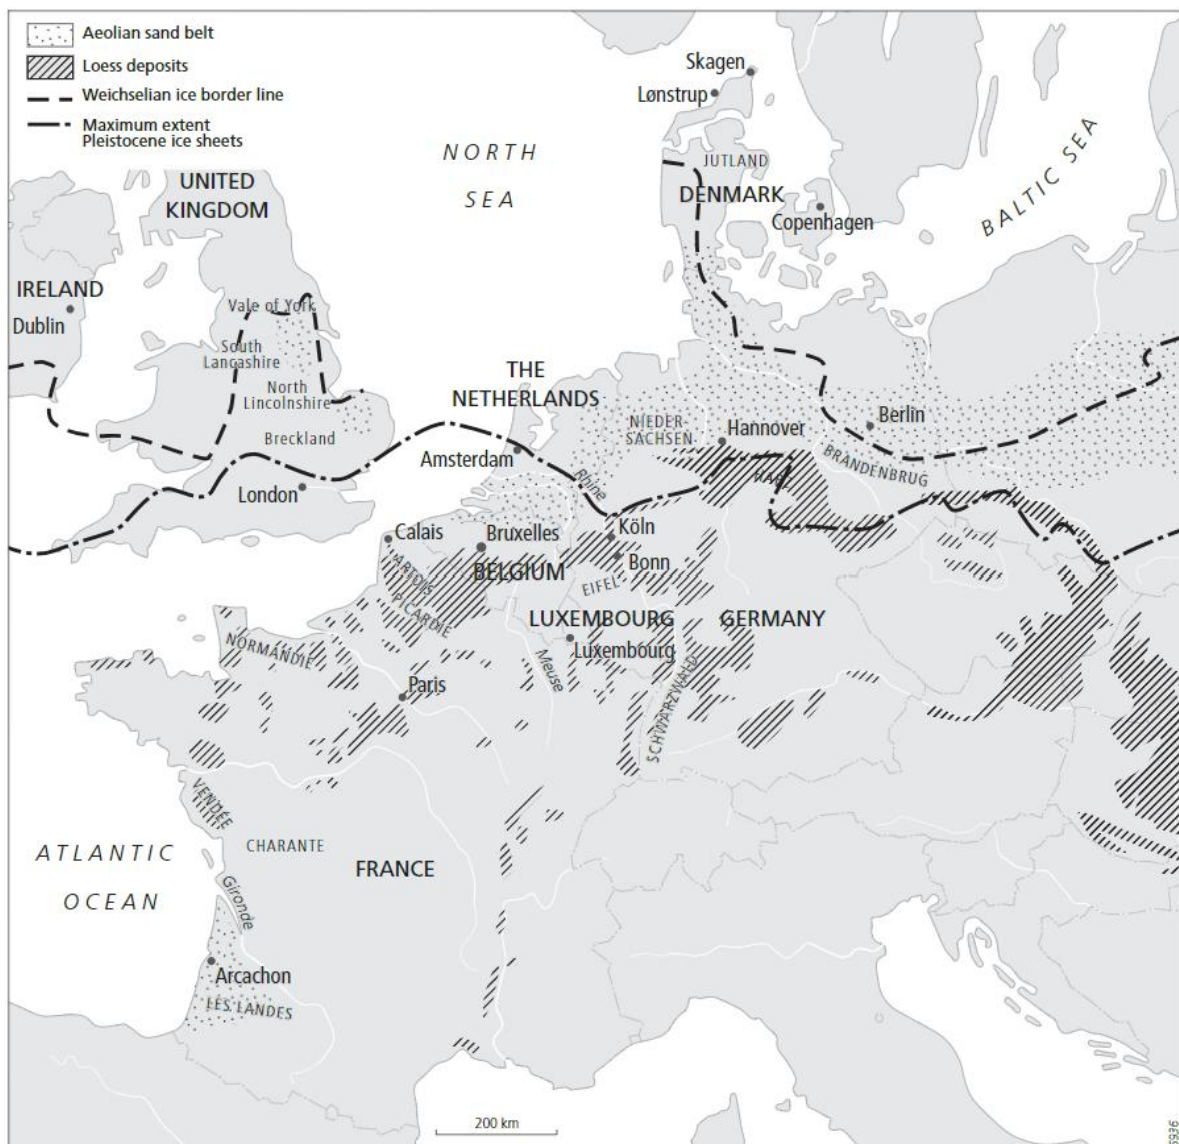 Aeolian sand belt
Loess deposits
Weichselian ice border line
Maximum extent
Pleistocene ice sheets
Skagen
Lønstrup
NORTH
SEA
JUTLAND
DENMARK
Copenhagen
BALTIC SEA
UNITED
KINGDOM
IRELAND
Dublin
Vale of York
South
Lancashire
North
Lincolnshire
Breckland
London
THE
NETHERLANDS
Amsterdam
NIEDER-
SACHSEN
Hannover
Berlin
BRANDENBRUG
HARZ
Rhine
Calais
Bruxelles
BELGIUM
Köln
Bonn
EIFEL
ARTOIS
PICARDIE
LUXEMBOURG
Luxembourg
GERMANY
NORMANDIE
Meuse
Paris
SCHWARZWALD
VENDÉE
CHARANTE
FRANCE
ATLANTIC
OCEAN
Gironde
Arcachon
LES LANDES
200 km